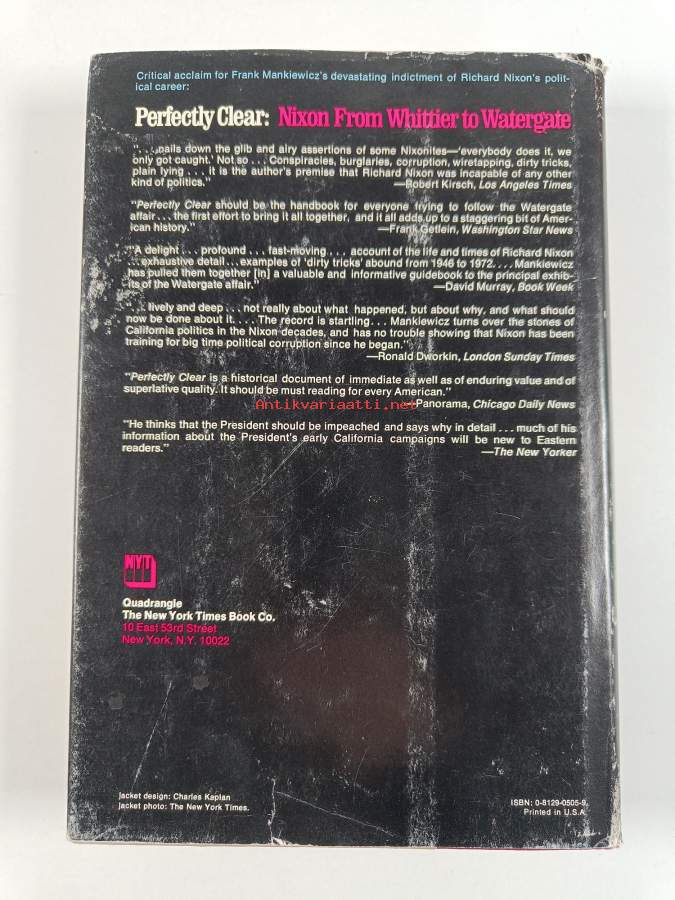 Critical acclaim for Frank Mankiewicz's devastating indictment of Richard Nixon's polit-
ical career:
Perfectly Clear: Nixon From Whittier to Watergate
". . .nails down the glib and airy assertions of some Nixonites—'everybody does it, we
only got caught.' Not so . . . Conspiracies, burglaries, corruption, wiretapping, dirty tricks,
plain lying . . . it is the author's premise that Richard Nixon was incapable of any other
kind of politics."
—Robert Kirsch, Los Angeles Times
"Perfectly Clear should be the handbook for everyone trying to follow the Watergate
affair . . . the first effort to bring it all together, and it all adds up to a staggering bit of Amer-
ican history."
—Frank Getlein, Washington Star News
"A delight . . . profound . . . fast-moving . . . . account of the life and times of Richard Nixon
. . . exhaustive detail . . . examples of 'dirty tricks' abound from 1946 to 1972 . . . . Mankiewicz
has pulled them together [in] a valuable and informative guidebook to the principal exhib-
its of the Watergate affair."
—David Murray, Book Week
". . . lively and deep . . . not really about what happened, but about why, and what should
now be done about it. . . . The record is startling . . . Mankiewicz turns over the stones of
California politics in the Nixon decades, and has no trouble showing that Nixon has been
training for big time political corruption since he began."
—Ronald Dworkin, London Sunday Times
"Perfectly Clear is a historical document of immediate as well as of enduring value and of
superlative quality. It should be must reading for every American."
—Panorama, Chicago Daily News
Antikvariaatti.net
"He thinks that the President should be impeached and says why in detail . . . much of his
information about the President's early California campaigns will be new to Eastern
readers."
—The New Yorker
NYT
Quadrangle
The New York Times Book Co.
10 East 53rd Street
New York, N.Y. 10022
jacket design: Charles Kaplan
jacket photo: The New York Times.
ISBN: 0-8129-0505-9
Printed in U.S.A.